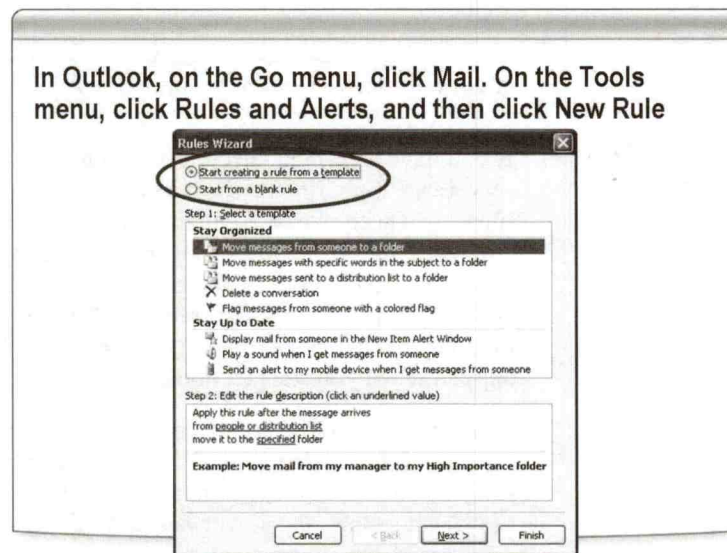 In Outlook, on the Go menu, click Mail. On the Tools
menu, click Rules and Alerts, and then click New Rule
Rules Wizard
Start creating a rule from a template
Start from a blank rule
Step 1: Select a template
Stay Organized
Move messages from someone to a folder
Move messages with specific words in the subject to a folder
Move messages sent to a distribution list to a folder
Delete a conversation
Flag messages from someone with a colored flag
Stay Up to Date
Display mail from someone in the New Item Alert Window
Play a sound when I get messages from someone
Send an alert to my mobile device when I get messages from someone
Step 2: Edit the rule description (click an underlined value)
Apply this rule after the message arrives
from people or distribution list
move it to the specified folder
Example: Move mail from my manager to my High Importance folder
Cancel < Back Next > Finish